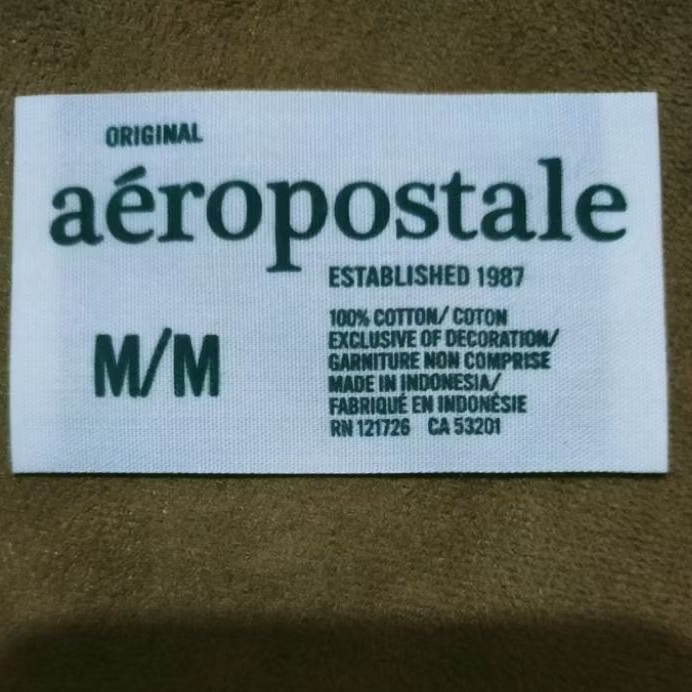 ORIGINAL
aéropostale
ESTABLISHED 1987
M/M
100% COTTON/ COTON
EXCLUSIVE OF DECORATION/
GARNITURE NON COMPRISE
MADE IN INDONESIA/
FABRIQUÉ EN INDONÉSIE
RN 121726 CA 53201